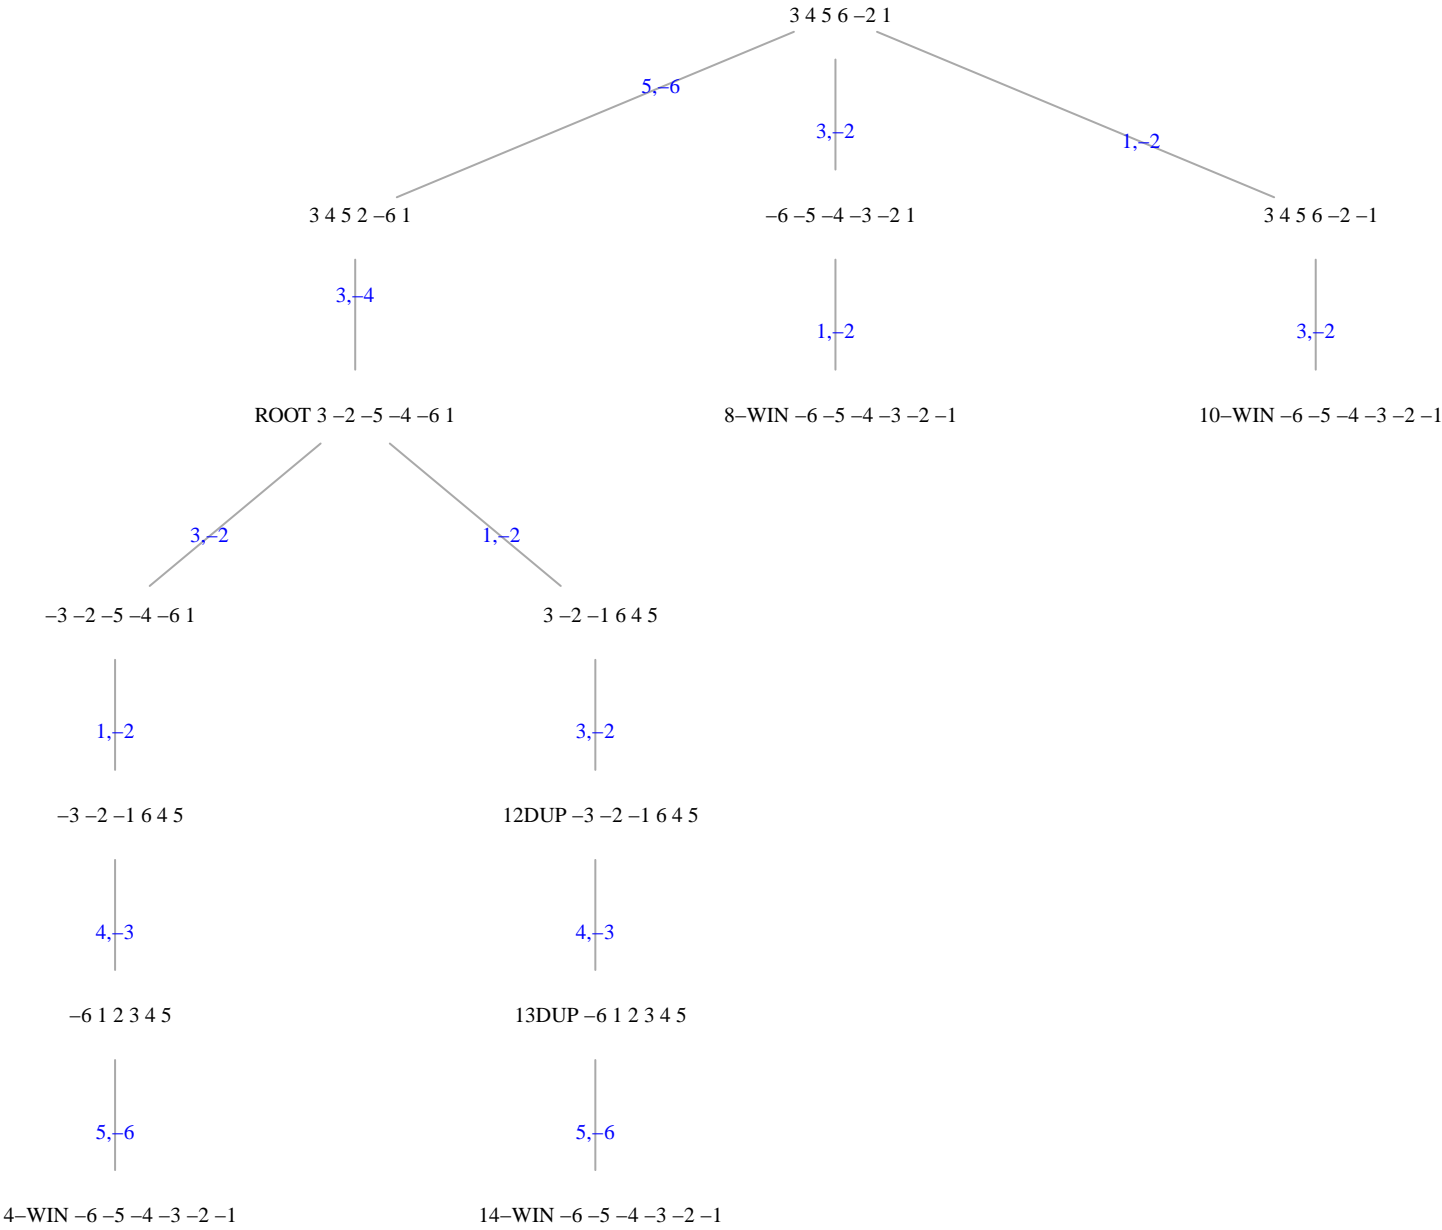 3 4 5 6 –2 1
5,–6
3,–2
1,–2
3 4 5 2 –6 1
–6 –5 –4 –3 –2 1
3 4 5 6 –2 –1
3,–4
1,–2
3,–2
ROOT 3 –2 –5 –4 –6 1
8–WIN –6 –5 –4 –3 –2 –1
10–WIN –6 –5 –4 –3 –2 –1
3,–2
1,–2
–3 –2 –5 –4 –6 1
3 –2 –1 6 4 5
1,–2
3,–2
–3 –2 –1 6 4 5
12DUP –3 –2 –1 6 4 5
4,–3
4,–3
–6 1 2 3 4 5
13DUP –6 1 2 3 4 5
5,–6
5,–6
4–WIN –6 –5 –4 –3 –2 –1
14–WIN –6 –5 –4 –3 –2 –1